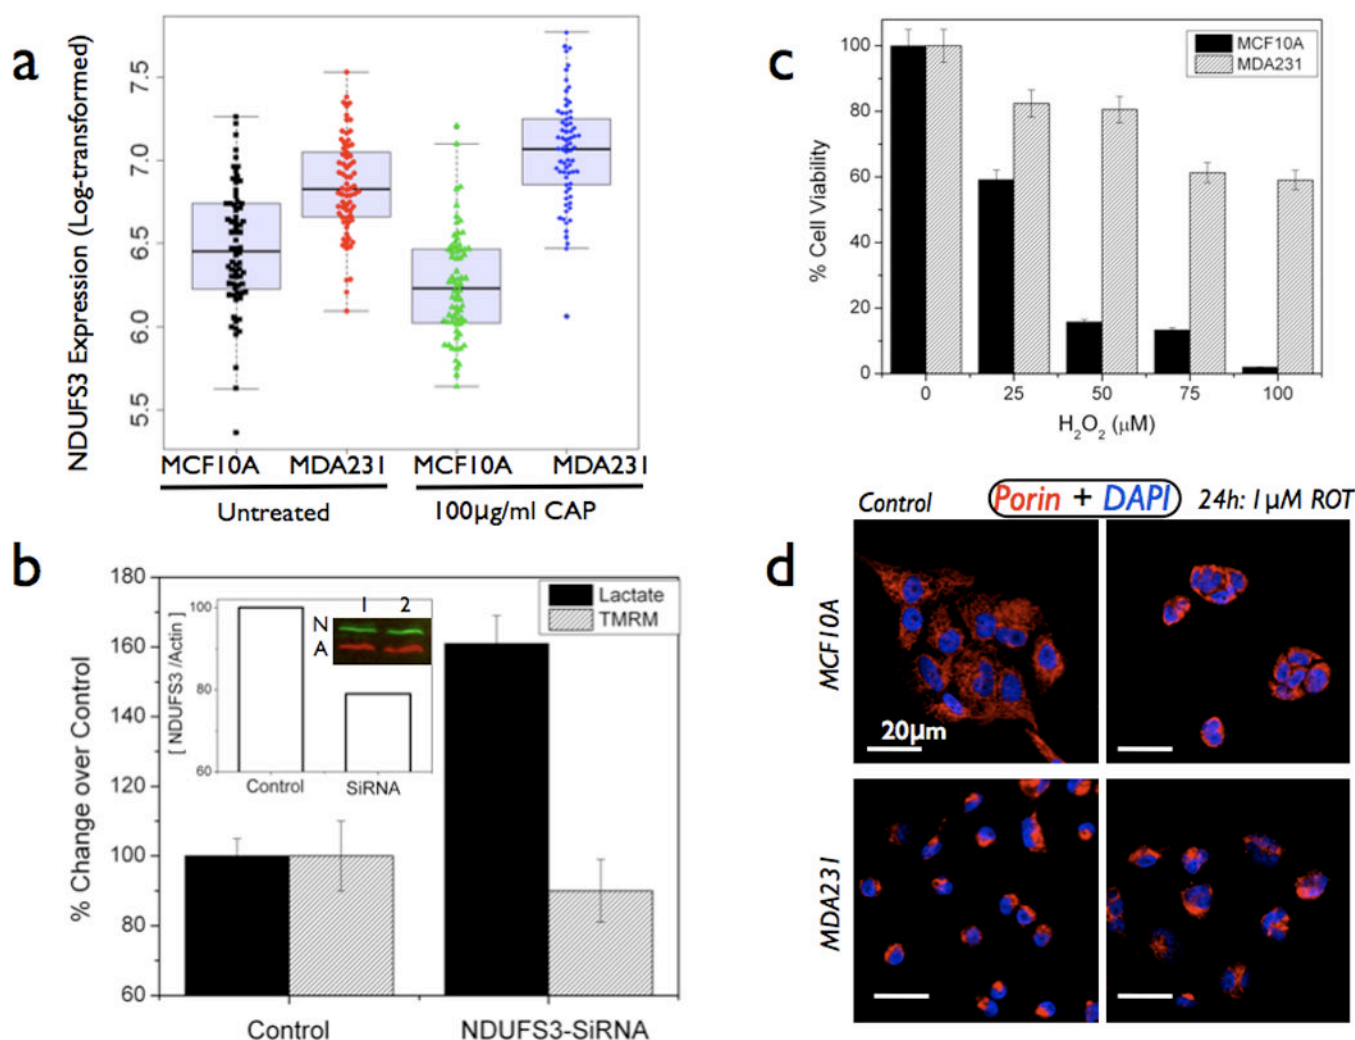 a
NDUFS3 Expression (Log-transformed)
7.5
7.0
6.5
6.0
5.5
MCF10A MDA231 MCF10A MDA231
Untreated 100µg/ml CAP
b
% Change over Control
180
160
140
120
100
80
60
Lactate
TMRM
[ NDUFS3 /Actin ]
100
80
60
1 2
N
A
Control SiRNA
Control NDUFS3-SiRNA
c
% Cell Viability
100
80
60
40
20
0
MCF10A
MDA231
0 25 50 75 100
H₂O₂ (µM)
d
Control Porin + DAPI 24h: 1µM ROT
MCF10A
20µm
MDA231